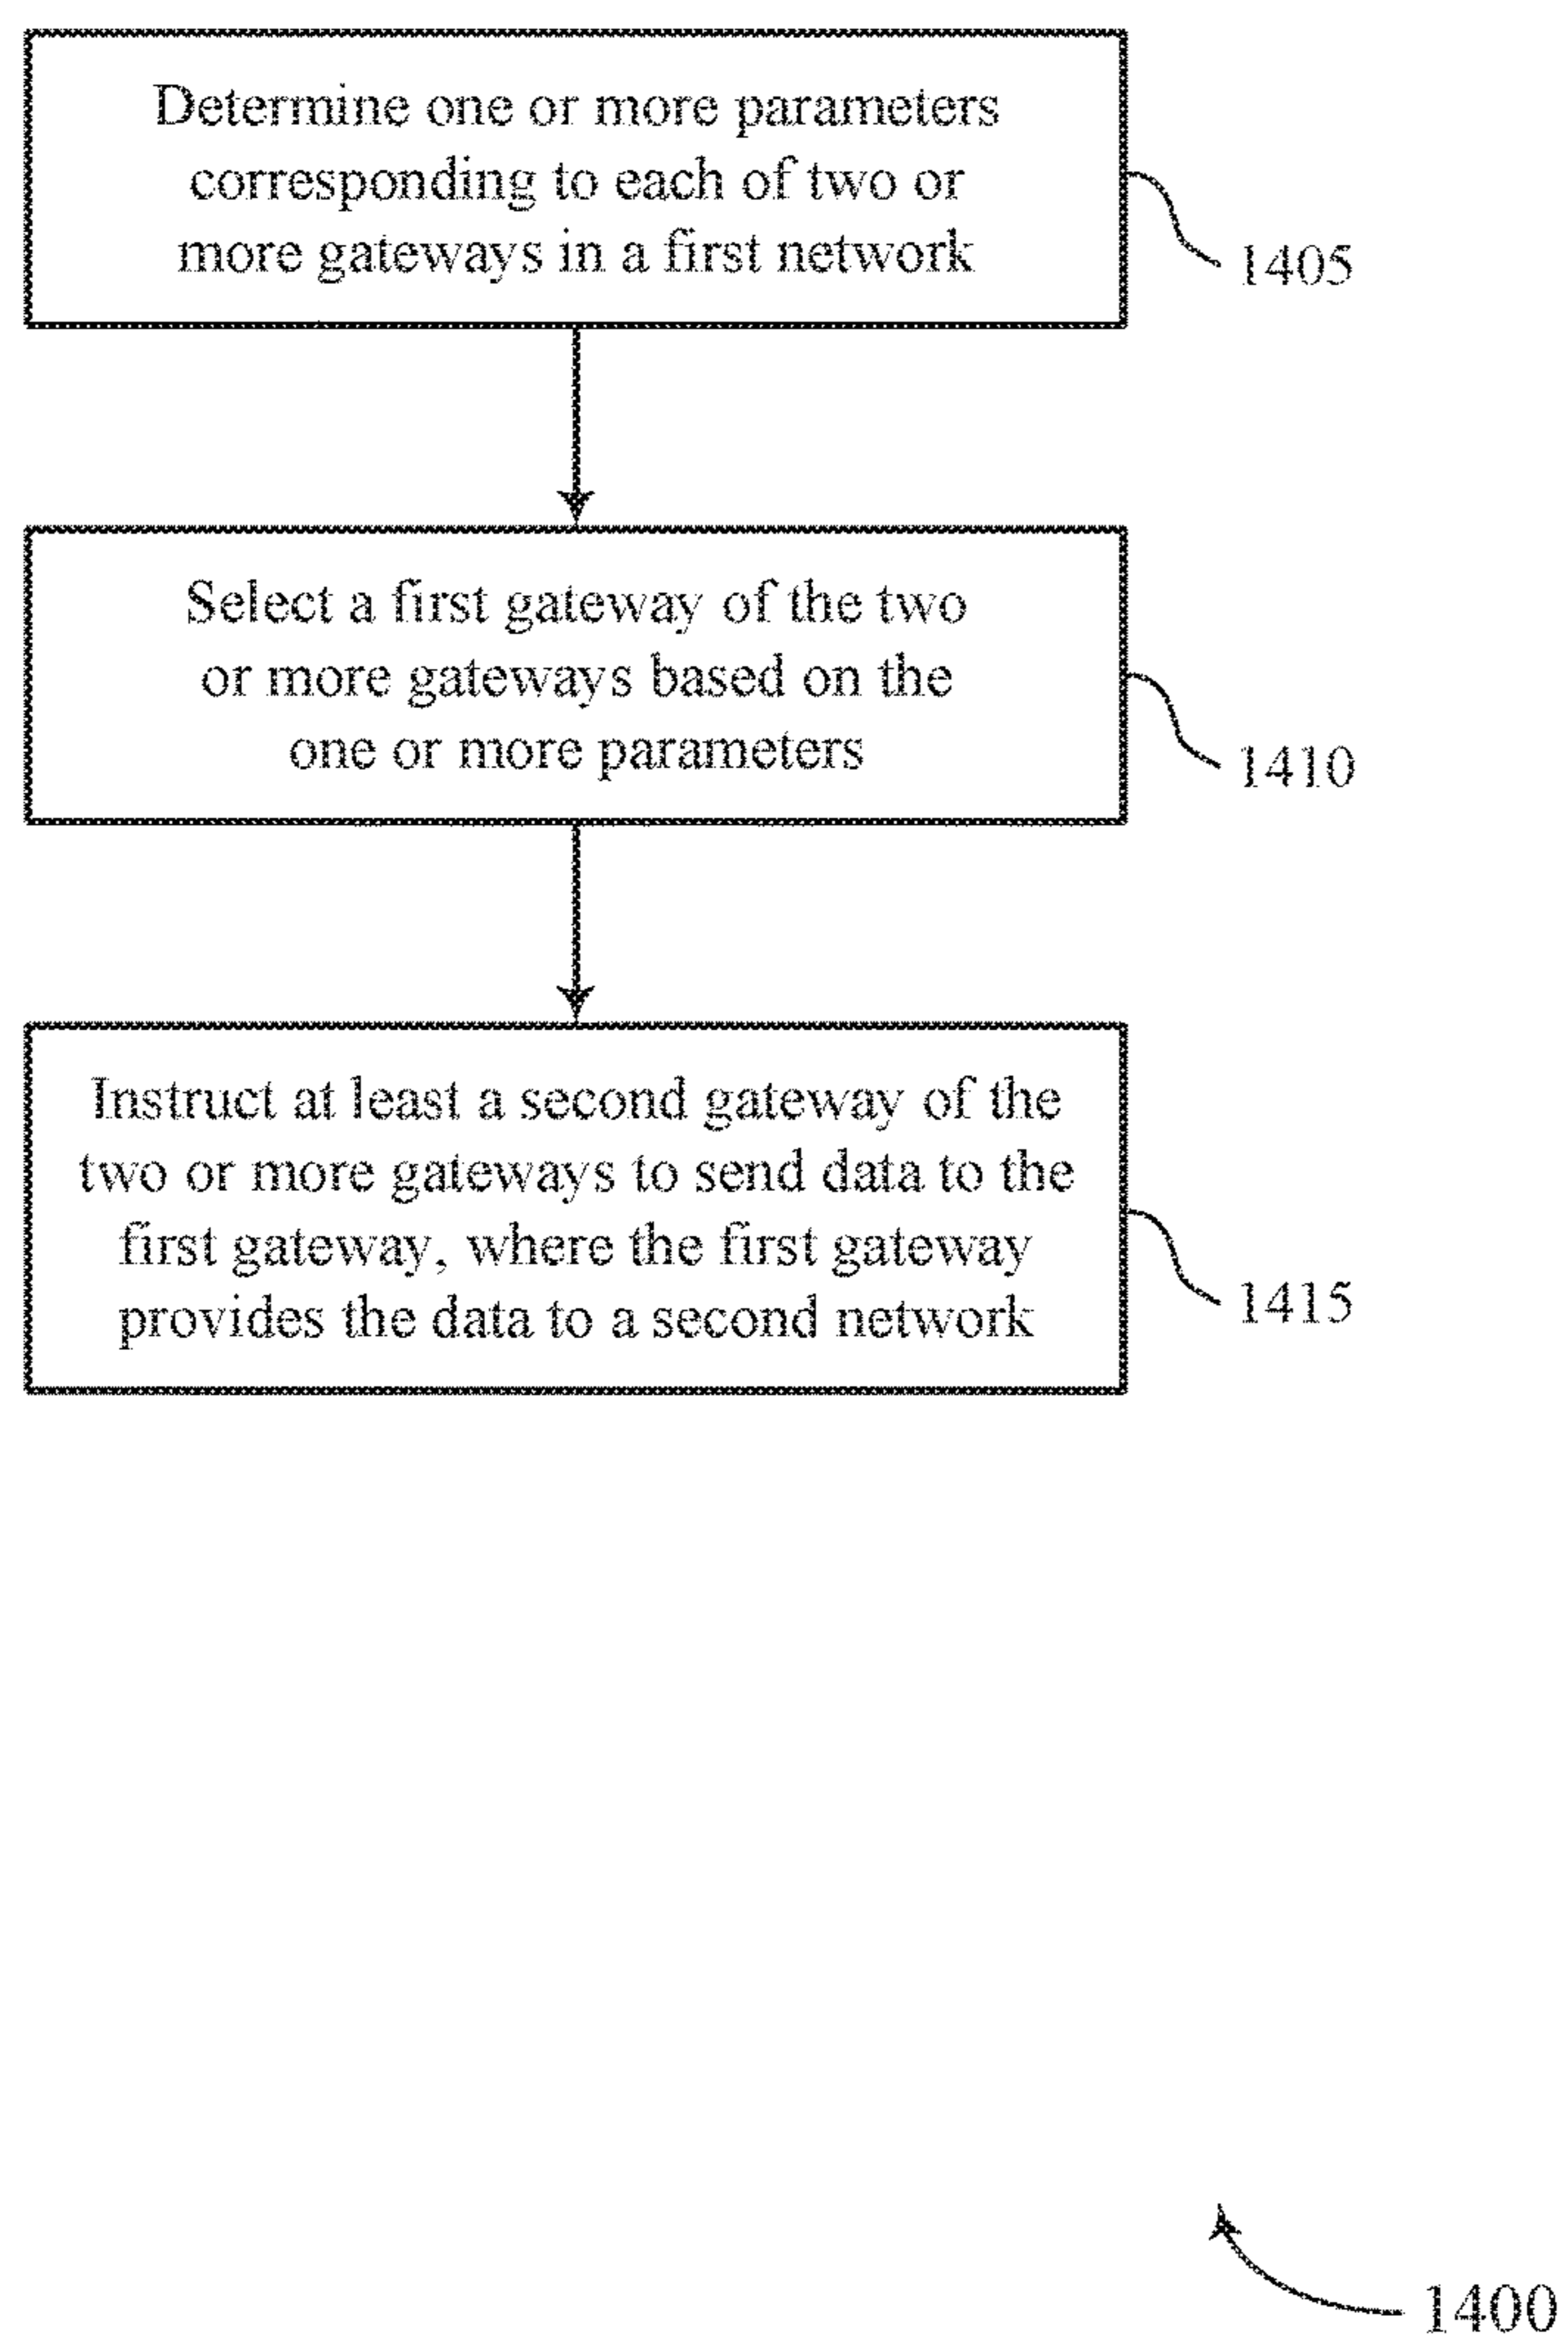 Determine one or more parameters
corresponding to each of two or
more gateways in a first network
1405
Select a first gateway of the two
or more gateways based on the
one or more parameters
1410
Instruct at least a second gateway of the
two or more gateways to send data to the
first gateway, where the first gateway
provides the data to a second network
1415
1400